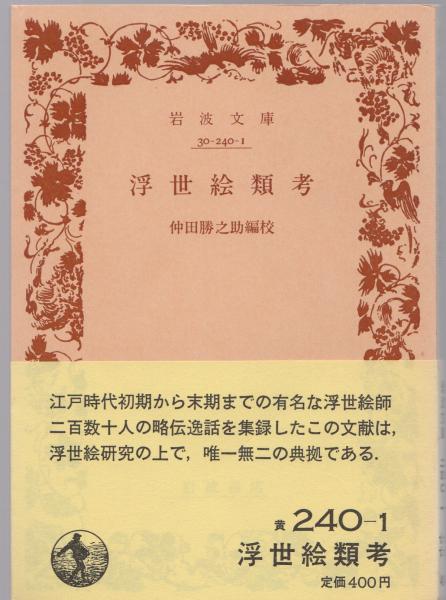 岩波文庫
30-240-1
浮世絵類考
仲田勝之助編校
江戸時代初期から末期までの有名な浮世絵師
二百数十人の略伝逸話を集録したこの文献は,
浮世絵研究の上で,唯一無二の典拠である.
黄 240-1
浮世絵類考
定価400円